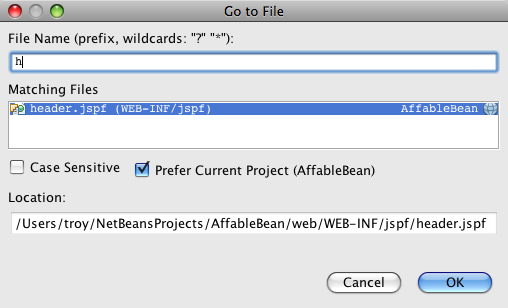 Go to File
File Name (prefix, wildcards: "?" "*"):
h
Matching Files
header.jspf (WEB-INF/jspf) AffableBean
Case Sensitive Prefer Current Project (AffableBean)
Location:
/Users/troy/NetBeansProjects/AffableBean/web/WEB-INF/jspf/header.jspf
Cancel OK